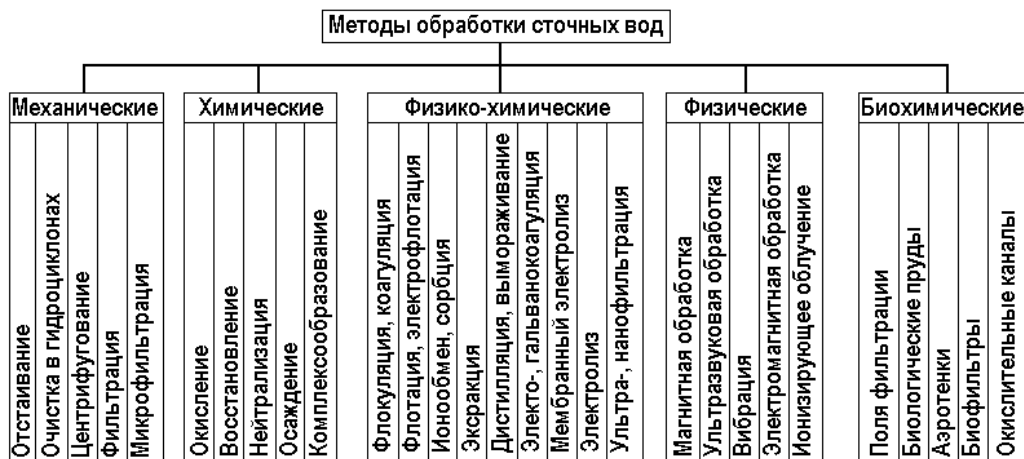 Методы обработки сточных вод
Механические
Отстаивание
Очистка в гидроциклонах
Центрифугование
Фильтрация
Микрофильтрация
Химические
Окисление
Восстановление
Нейтрализация
Осаждение
Комплексообразование
Физико-химические
Флокуляция, коагуляция
Флотация, электрофлотация
Ионообмен, сорбция
Эксракция
Дистилляция, вымораживание
Электо-, гальванокоагуляция
Мембранный электролиз
Электролиз
Ультра-, нанофильтрация
Физические
Магнитная обработка
Ультразвуковая обработка
Вибрация
Электромагнитная обработка
Ионизирующее облучение
Биохимические
Поля фильтрации
Биологические пруды
Аэротенки
Биофильтры
Окислительные каналы